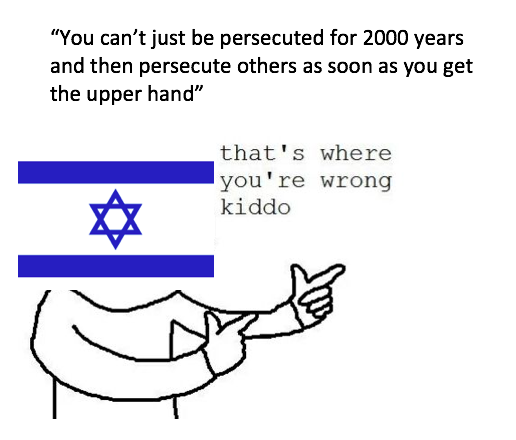 “You can’t just be persecuted for 2000 years
and then persecute others as soon as you get
the upper hand”
that's where
you're wrong
kiddo